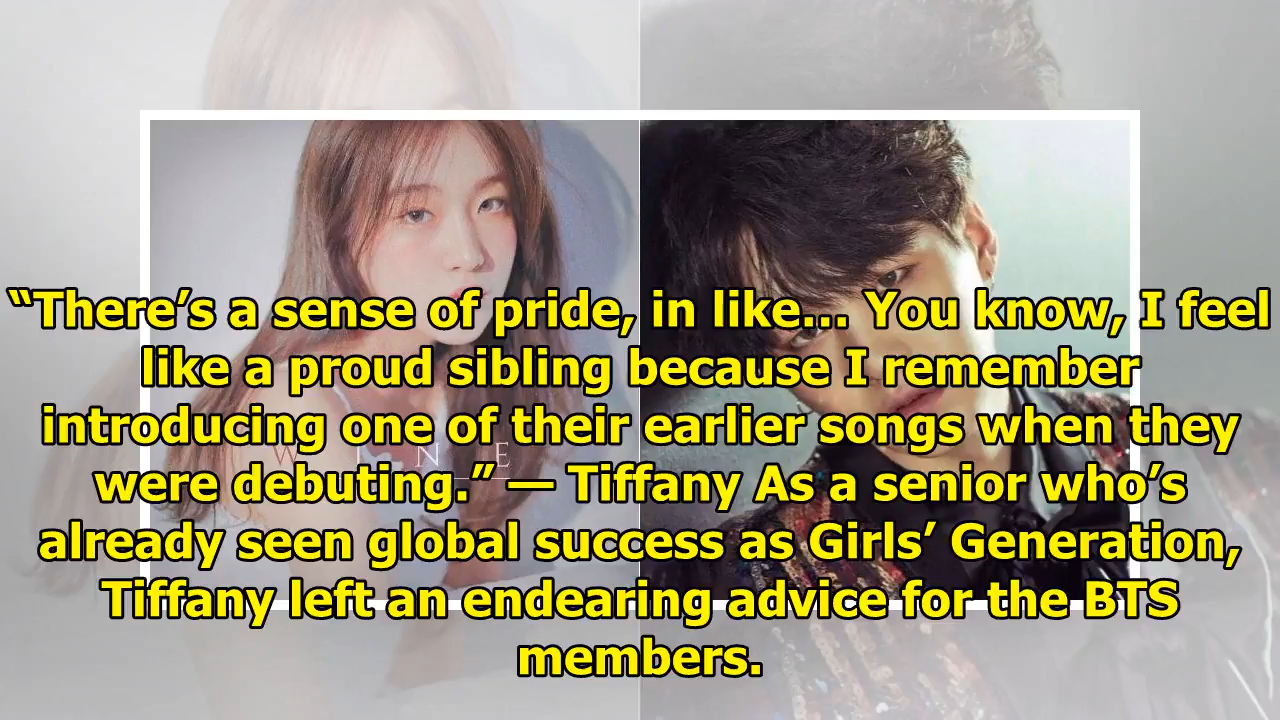 “There’s a sense of pride, in like... You know, I feel
like a proud sibling because I remember
introducing one of their earlier songs when they
W I N E
were debuting.” — Tiffany As a senior who’s
already seen global success as Girls’ Generation,
Tiffany left an endearing advice for the BTS
members.